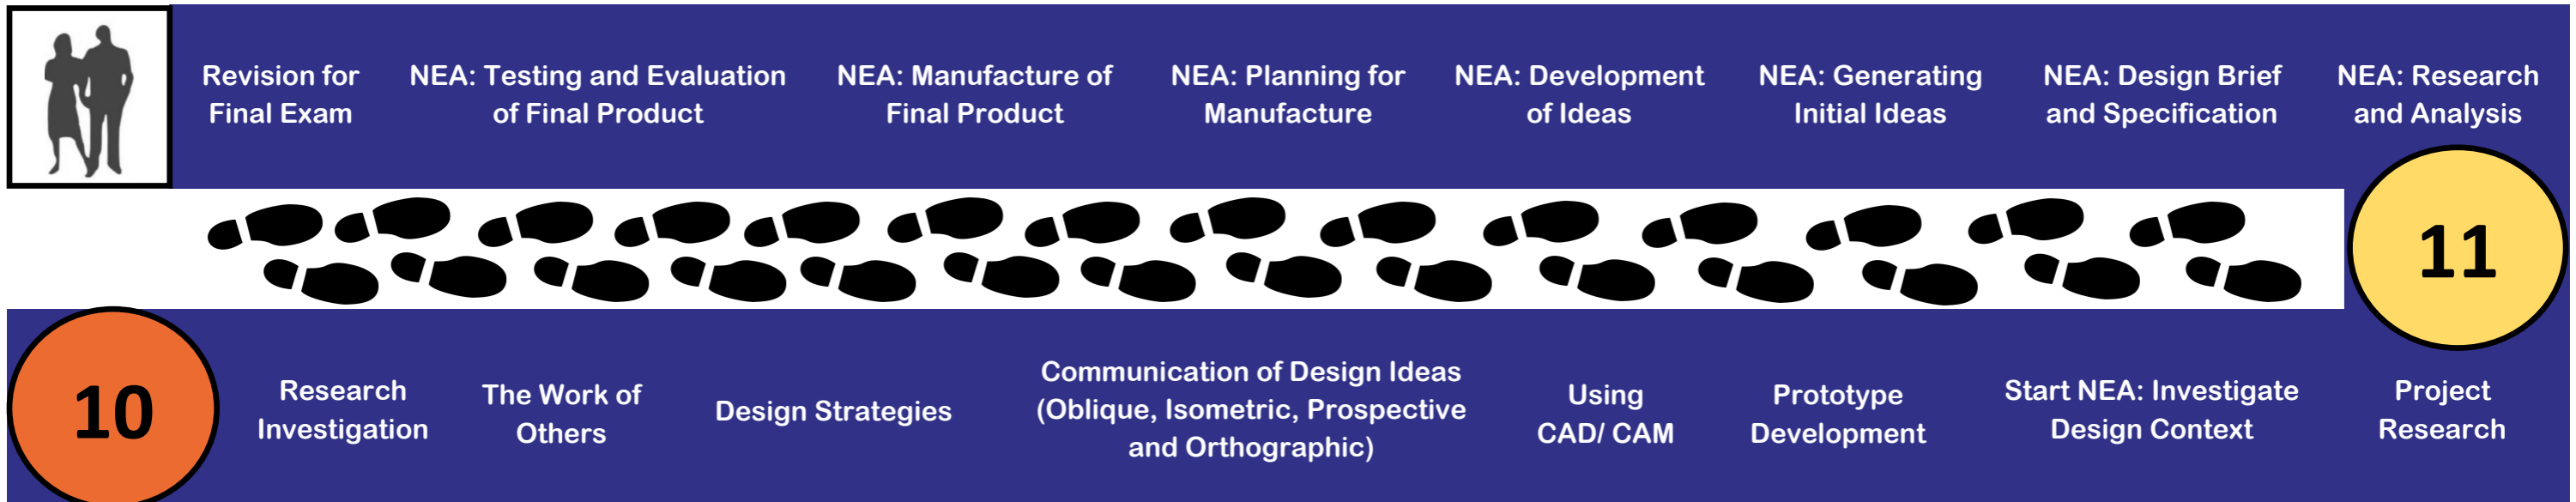 Revision for
Final Exam
NEA: Testing and Evaluation
of Final Product
NEA: Manufacture of
Final Product
NEA: Planning for
Manufacture
NEA: Development
of Ideas
NEA: Generating
Initial Ideas
NEA: Design Brief
and Specification
NEA: Research
and Analysis
11
10
Research
Investigation
The Work of
Others
Design Strategies
Communication of Design Ideas
(Oblique, Isometric, Prospective
and Orthographic)
Using
CAD/ CAM
Prototype
Development
Start NEA: Investigate
Design Context
Project
Research